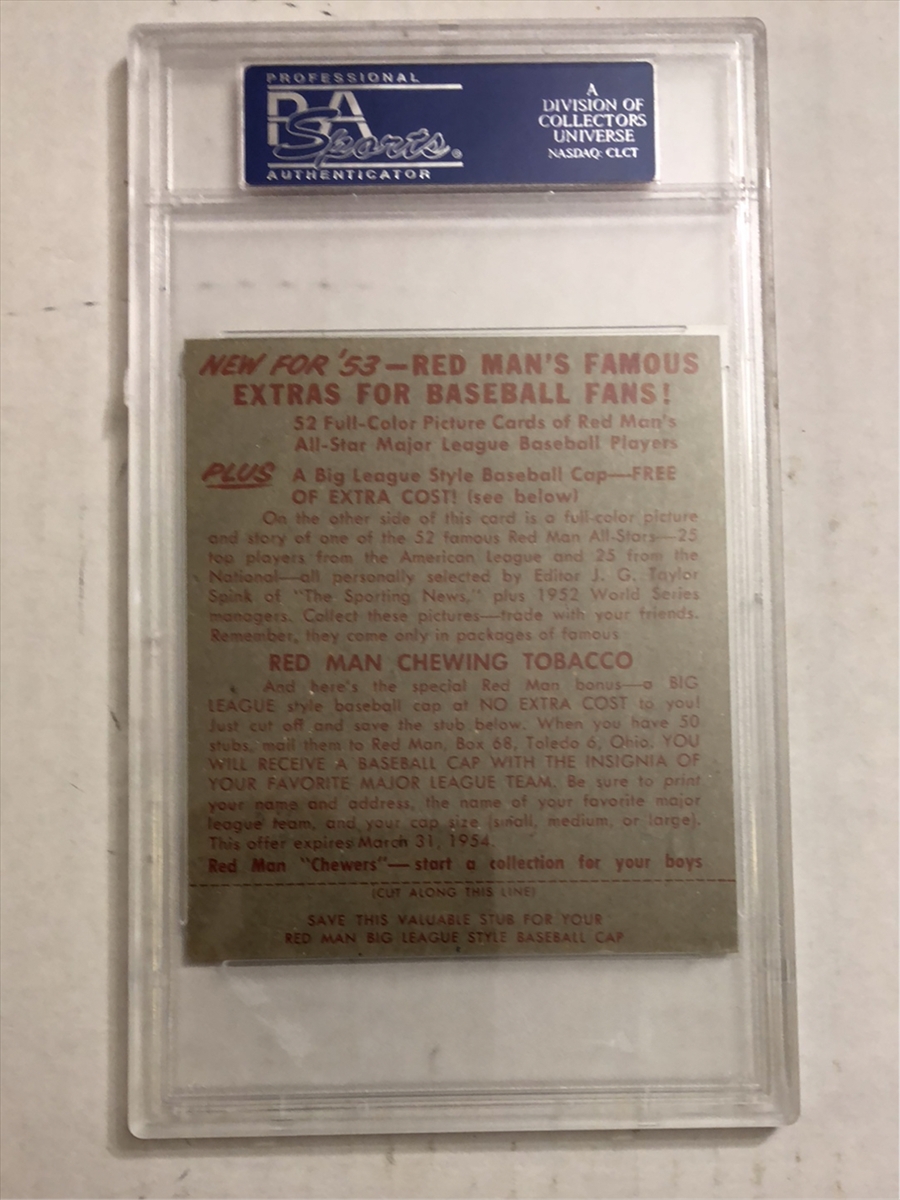 PROFESSIONAL
PSA
Sports
AUTHENTICATOR
A
DIVISION OF
COLLECTORS
UNIVERSE
NASDAQ: CLCT
NEW FOR '53—RED MAN'S FAMOUS
EXTRAS FOR BASEBALL FANS!
52 Full-Color Picture Cards of Red Man's
All-Star Major League Baseball Players
PLUS A Big League Style Baseball Cap—FREE
OF EXTRA COST! (see below)
On the other side of this card is a full-color picture
and story of one of the 52 famous Red Man All-Stars—25
top players from the American League and 25 from the
National—all personally selected by Editor J. G. Taylor
Spink of "The Sporting News," plus 1952 World Series
managers. Collect these pictures—trade with your friends.
Remember, they come only in packages of famous
RED MAN CHEWING TOBACCO
And here's the special Red Man bonus—a BIG
LEAGUE style baseball cap at NO EXTRA COST to you!
Just cut off and save the stub below. When you have 50
stubs, mail them to Red Man, Box 68, Toledo 6, Ohio. YOU
WILL RECEIVE A BASEBALL CAP WITH THE INSIGNIA OF
YOUR FAVORITE MAJOR LEAGUE TEAM. Be sure to print
your name and address, the name of your favorite major
league team, and your cap size (small, medium, or large).
This offer expires March 31, 1954.
Red Man "Chewers"—start a collection for your boys
(CUT ALONG THIS LINE)
SAVE THIS VALUABLE STUB FOR YOUR
RED MAN BIG LEAGUE STYLE BASEBALL CAP